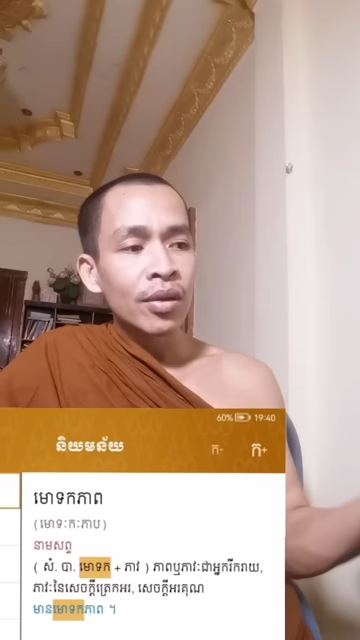 60% 19:40
និយមន័យ
ក- ក+
មោទកភាព
(មោទៈកៈភាប)
នាមសព្ទ
( សំ. បា. មោទក + ភាវ ) ភាពឬភាវៈជាអ្នករីករាយ,
ភាវៈនៃសេចក្ដីត្រេកអរ, សេចក្ដីអរគុណ
មានមោទកភាព ។